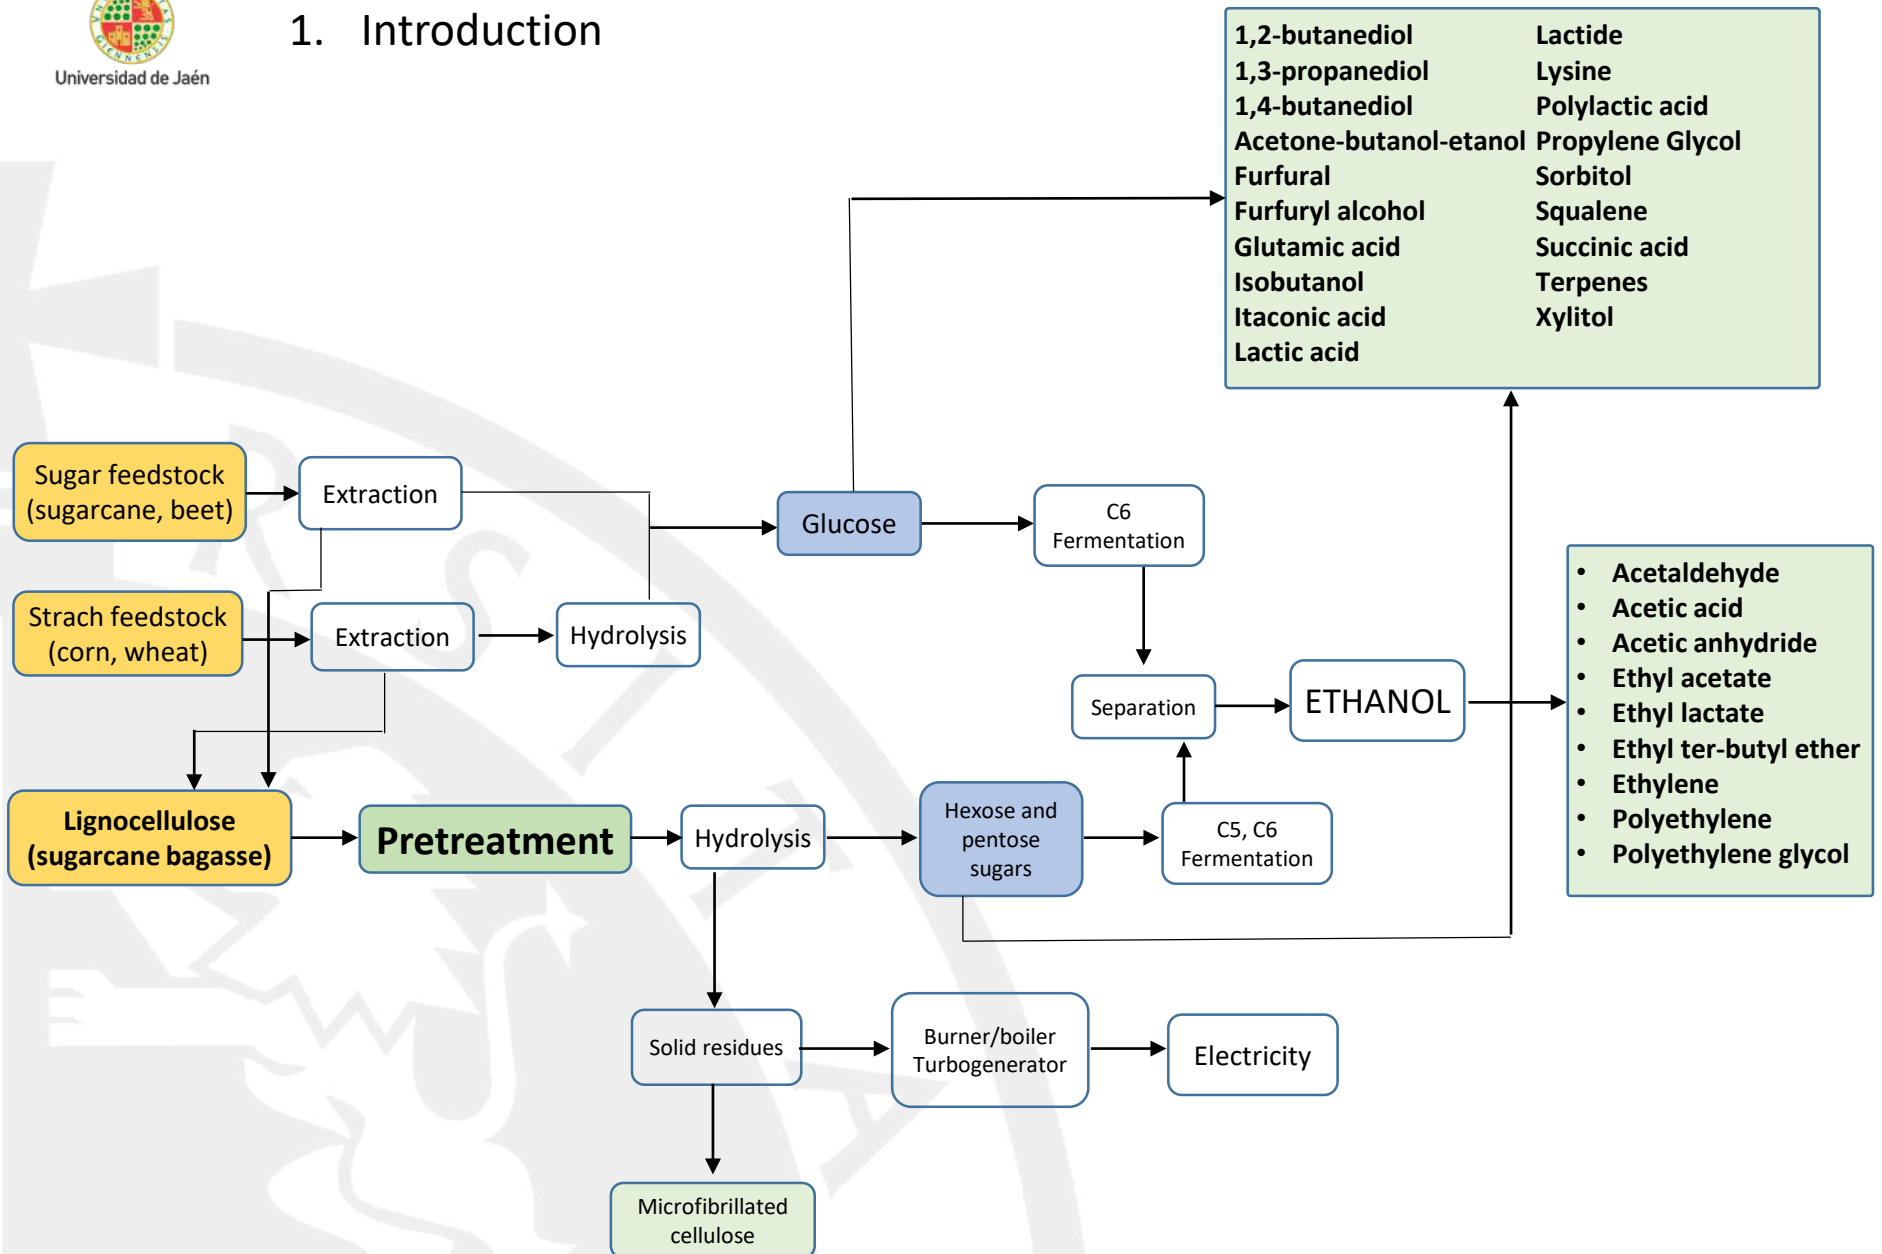 Universidad de Jaén
1. Introduction
1,2-butanediol
1,3-propanediol
1,4-butanediol
Acetone-butanol-etanol
Furfural
Furfuryl alcohol
Glutamic acid
Isobutanol
Itaconic acid
Lactic acid
Lactide
Lysine
Polylactic acid
Propylene Glycol
Sorbitol
Squalene
Succinic acid
Terpenes
Xylitol
Sugar feedstock
(sugarcane, beet)
Extraction
Glucose
C6
Fermentation
Strach feedstock
(corn, wheat)
Extraction
Hydrolysis
Separation
ETHANOL
• Acetaldehyde
• Acetic acid
• Acetic anhydride
• Ethyl acetate
• Ethyl lactate
• Ethyl ter-butyl ether
• Ethylene
• Polyethylene
• Polyethylene glycol
Lignocellulose
(sugarcane bagasse)
Pretreatment
Hydrolysis
Hexose and
pentose
sugars
C5, C6
Fermentation
Solid residues
Burner/boiler
Turbogenerator
Electricity
Microfibrillated
cellulose